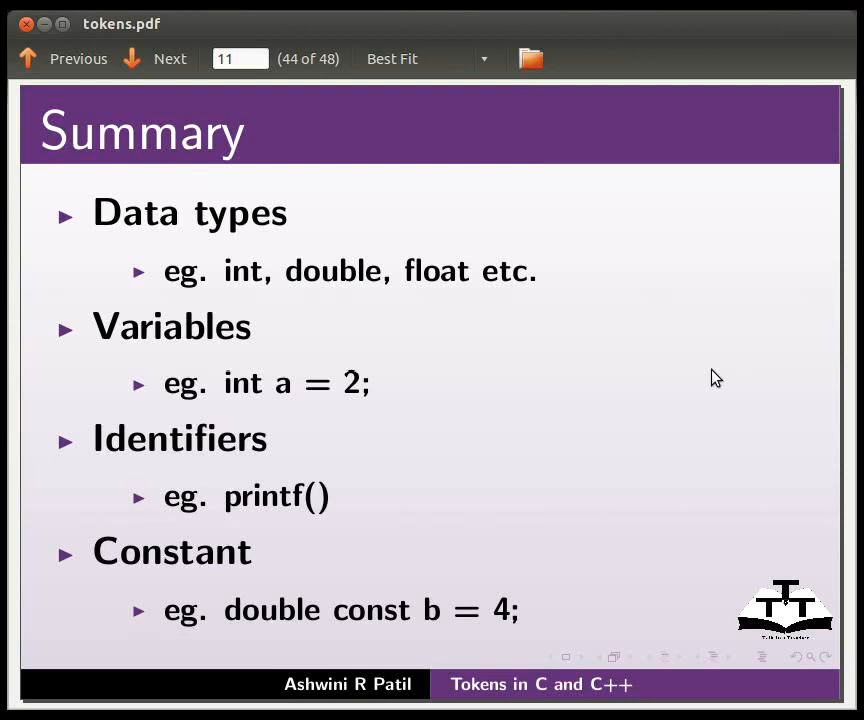 tokens.pdf
Previous Next 11 (44 of 48) Best Fit
Summary
Data types
eg. int, double, float etc.
Variables
eg. int a = 2;
Identifiers
eg. printf()
Constant
eg. double const b = 4;
TTT
Ashwini R Patil Tokens in C and C++